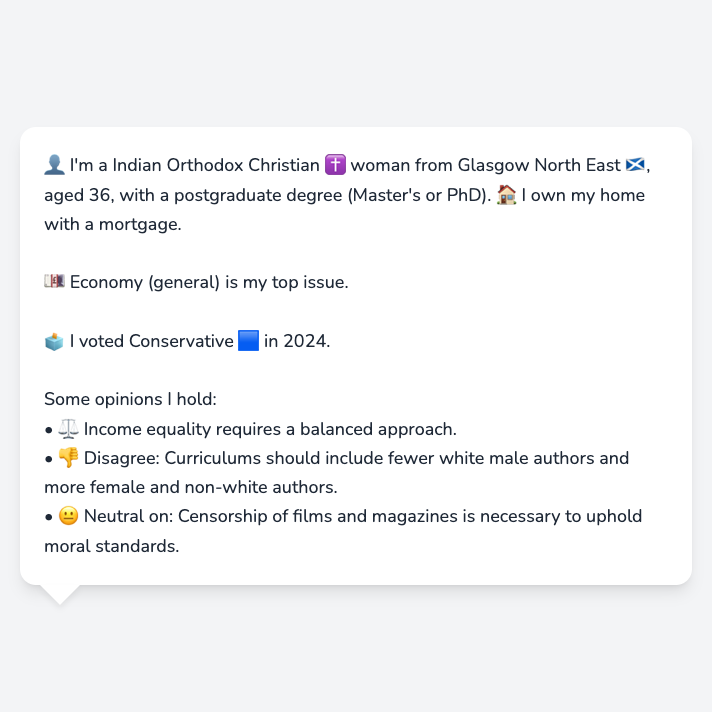 👤 I'm a Indian Orthodox Christian ✝️ woman from Glasgow North East 🏴󠁧󠁢󠁳󠁣󠁴󠁿,
aged 36, with a postgraduate degree (Master's or PhD). 🏠 I own my home
with a mortgage.
💷 Economy (general) is my top issue.
🗳️ I voted Conservative 🟦 in 2024.
Some opinions I hold:
• ⚖️ Income equality requires a balanced approach.
• 👎 Disagree: Curriculums should include fewer white male authors and
more female and non-white authors.
• 😐 Neutral on: Censorship of films and magazines is necessary to uphold
moral standards.